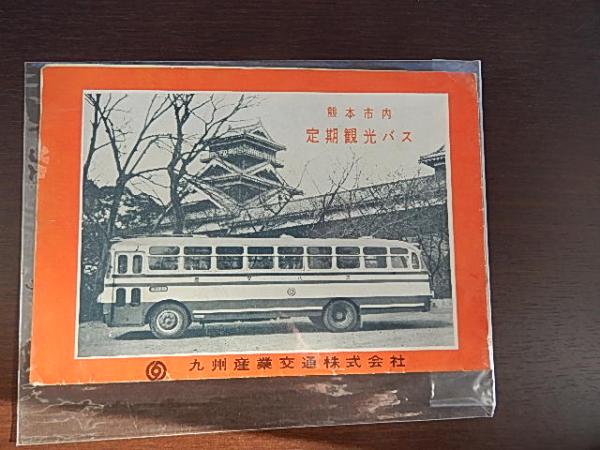 熊本市内
定期観光バス
九州産業交通株式会社